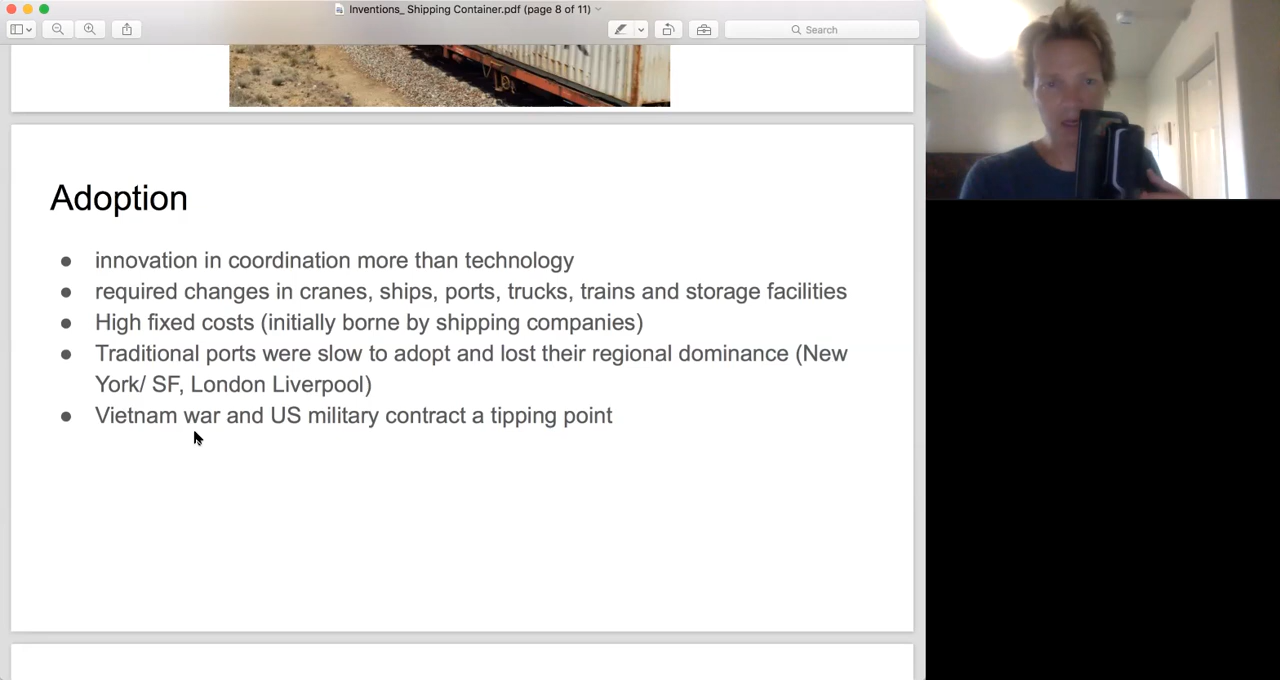 Inventions_ Shipping Container.pdf (page 8 of 11)
Search
Adoption
● innovation in coordination more than technology
● required changes in cranes, ships, ports, trucks, trains and storage facilities
● High fixed costs (initially borne by shipping companies)
● Traditional ports were slow to adopt and lost their regional dominance (New
York/ SF, London Liverpool)
● Vietnam war and US military contract a tipping point